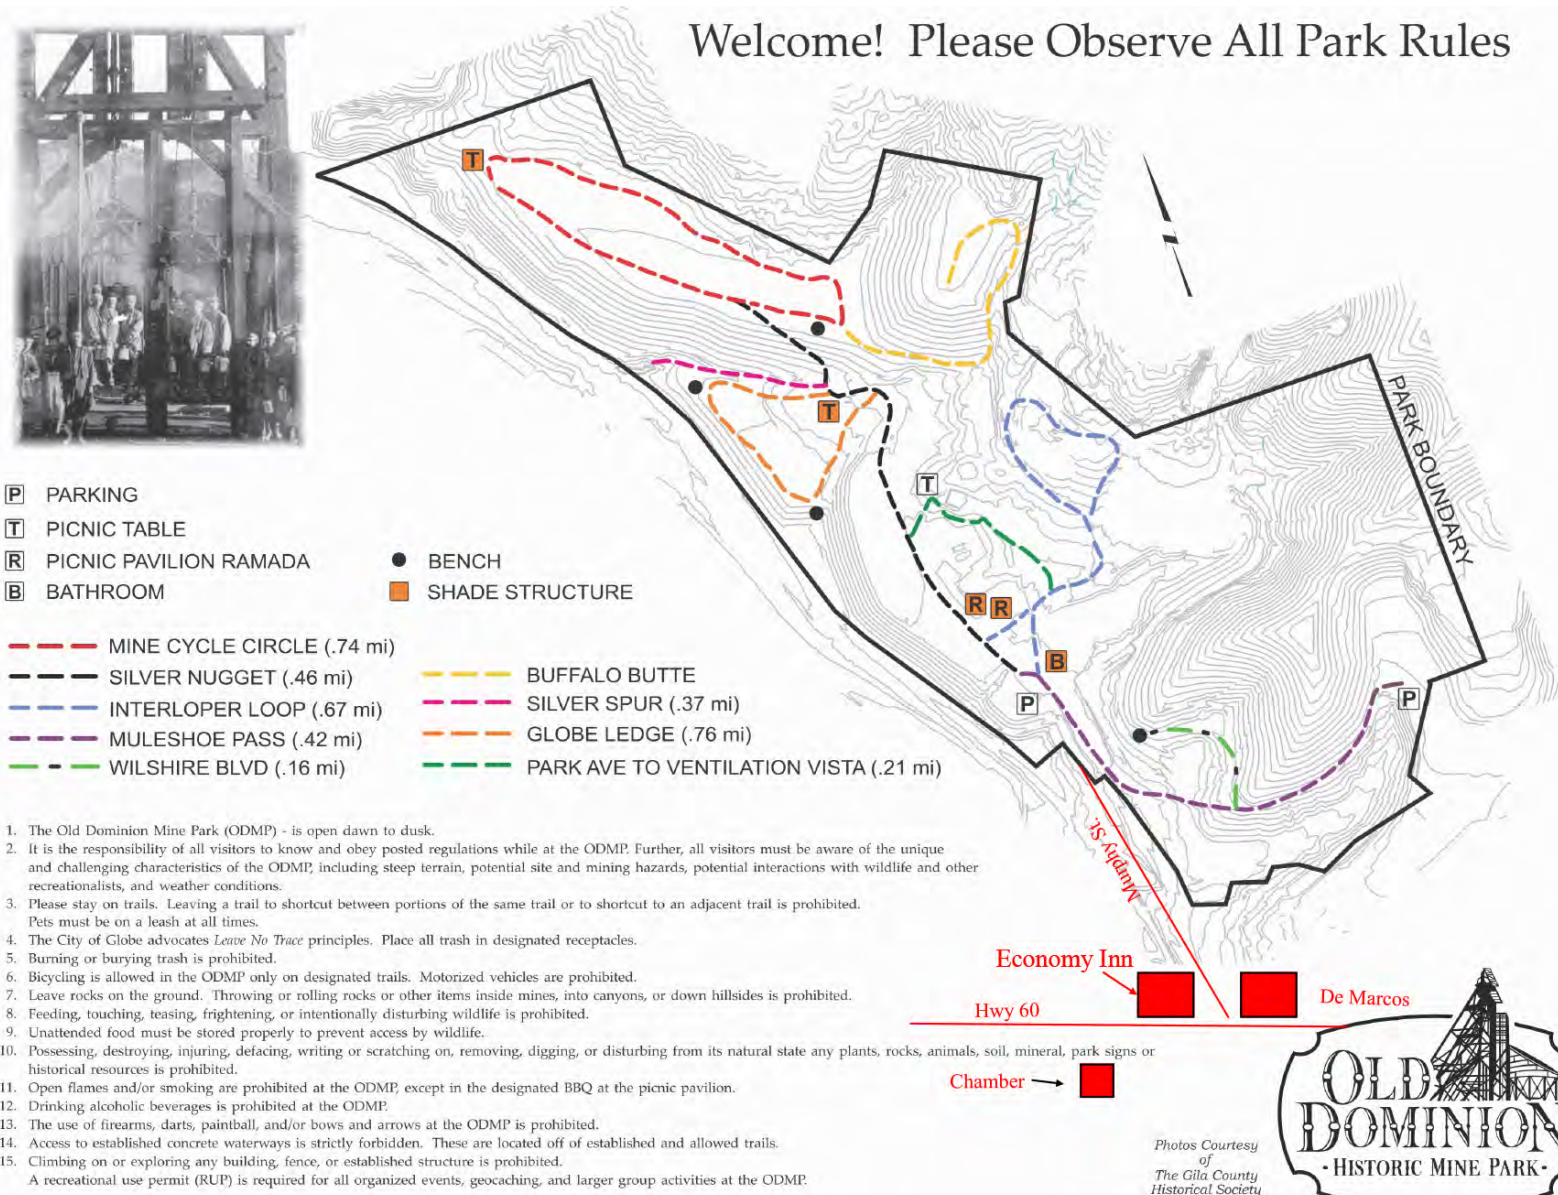 Welcome! Please Observe All Park Rules
T
T
T
R R
B
P
P
PARK BOUNDARY
P PARKING
T PICNIC TABLE
R PICNIC PAVILION RAMADA
B BATHROOM
BENCH
SHADE STRUCTURE
MINE CYCLE CIRCLE (.74 mi)
SILVER NUGGET (.46 mi)
INTERLOPER LOOP (.67 mi)
MULESHOE PASS (.42 mi)
WILSHIRE BLVD (.16 mi)
BUFFALO BUTTE
SILVER SPUR (.37 mi)
GLOBE LEDGE (.76 mi)
PARK AVE TO VENTILATION VISTA (.21 mi)
1. The Old Dominion Mine Park (ODMP) - is open dawn to dusk.
2. It is the responsibility of all visitors to know and obey posted regulations while at the ODMP. Further, all visitors must be aware of the unique
and challenging characteristics of the ODMP, including steep terrain, potential site and mining hazards, potential interactions with wildlife and other
recreationalists, and weather conditions.
3. Please stay on trails. Leaving a trail to shortcut between portions of the same trail or to shortcut to an adjacent trail is prohibited.
Pets must be on a leash at all times.
4. The City of Globe advocates Leave No Trace principles. Place all trash in designated receptacles.
5. Burning or burying trash is prohibited.
6. Bicycling is allowed in the ODMP only on designated trails. Motorized vehicles are prohibited.
7. Leave rocks on the ground. Throwing or rolling rocks or other items inside mines, into canyons, or down hillsides is prohibited.
8. Feeding, touching, teasing, frightening, or intentionally disturbing wildlife is prohibited.
9. Unattended food must be stored properly to prevent access by wildlife.
10. Possessing, destroying, injuring, defacing, writing or scratching on, removing, digging, or disturbing from its natural state any plants, rocks, animals, soil, mineral, park signs or
historical resources is prohibited.
11. Open flames and/or smoking are prohibited at the ODMP, except in the designated BBQ at the picnic pavilion.
12. Drinking alcoholic beverages is prohibited at the ODMP.
13. The use of firearms, darts, paintball, and/or bows and arrows at the ODMP is prohibited.
14. Access to established concrete waterways is strictly forbidden. These are located off of established and allowed trails.
15. Climbing on or exploring any building, fence, or established structure is prohibited.
A recreational use permit (RUP) is required for all organized events, geocaching, and larger group activities at the ODMP.
Murphy St.
Economy Inn
De Marcos
Hwy 60
Chamber
Photos Courtesy
of
The Gila County
Historical Society
OLD
DOMINION
- HISTORIC MINE PARK -